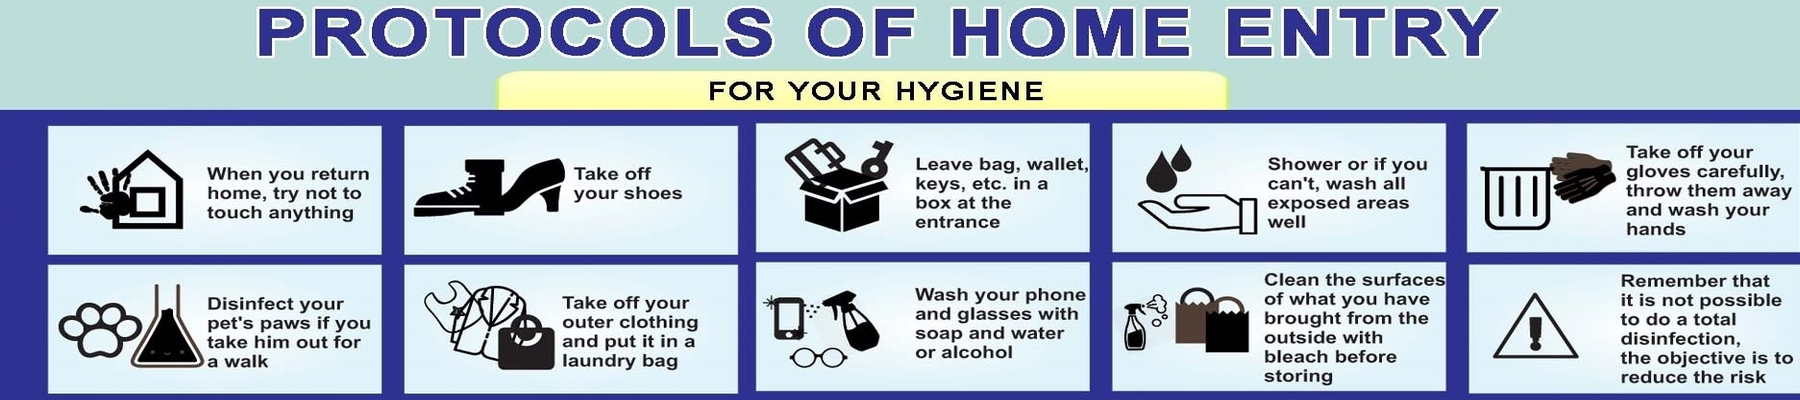 PROTOCOLS OF HOME ENTRY
FOR YOUR HYGIENE
When you return
home, try not to
touch anything
Take off
your shoes
Leave bag, wallet,
keys, etc. in a
box at the
entrance
Shower or if you
can't, wash all
exposed areas
well
Take off your
gloves carefully,
throw them away
and wash your
hands
Disinfect your
pet's paws if you
take him out for
a walk
Take off your
outer clothing
and put it in a
laundry bag
Wash your phone
and glasses with
soap and water
or alcohol
Clean the surfaces
of what you have
brought from the
outside with
bleach before
storing
Remember that
it is not possible
to do a total
disinfection,
the objective is to
reduce the risk